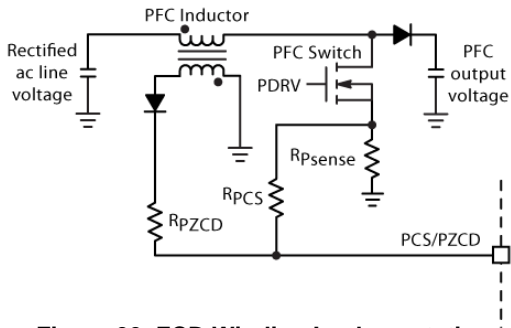 PFC Inductor
Rectified
ac line
voltage
PFC Switch
PDRV
PFC
output
voltage
RPsense
RPCS
RPZCD
PCS/PZCD